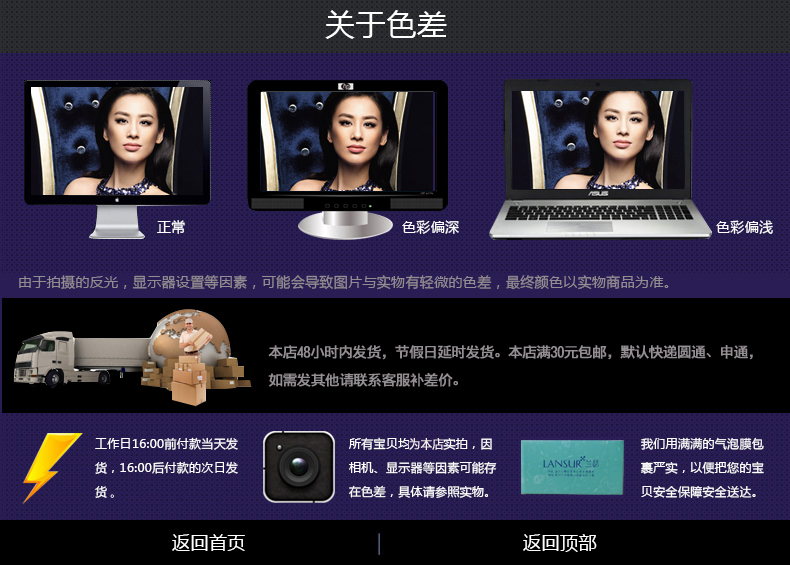 关于色差
hp
ASUS
正常
色彩偏深
色彩偏浅
由于拍摄的反光，显示器设置等因素，可能会导致图片与实物有轻微的色差，最终颜色以实物商品为准。
本店48小时内发货，节假日延时发货。本店满30元包邮，默认快递圆通、申通，
如需发其他请联系客服补差价。
工作日16:00前付款当天发
货，16:00后付款的次日发
货。
所有宝贝均为本店实拍，因
相机、显示器等因素可能存
在色差，具体请参照实物。
LANSUR兰瑟
我们用满满的气泡膜包
裹严实，以便把您的宝
贝安全保障安全送达。
返回首页
返回顶部